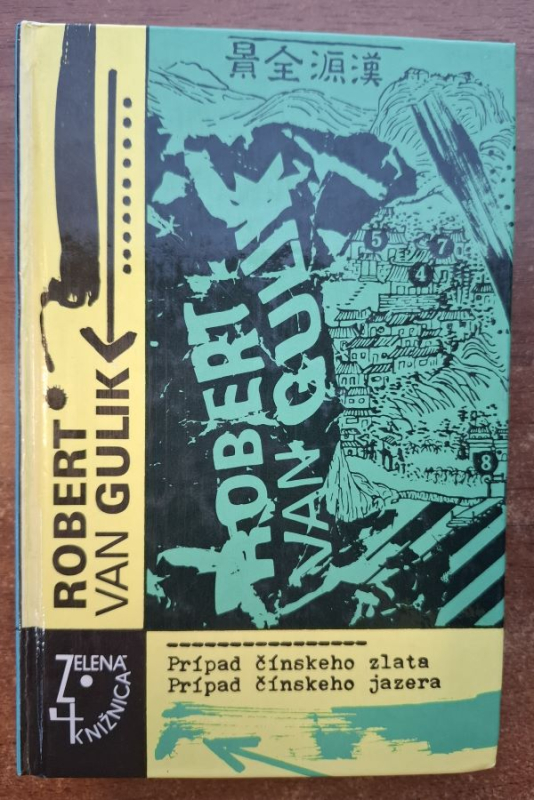 景全源漢
ROBERT
VAN GULIK
5
7
4
8
ROBERT
VAN GULIK
ZELENÁ
KNIŽNICA
Prípad čínskeho zlata
Prípad čínskeho jazera